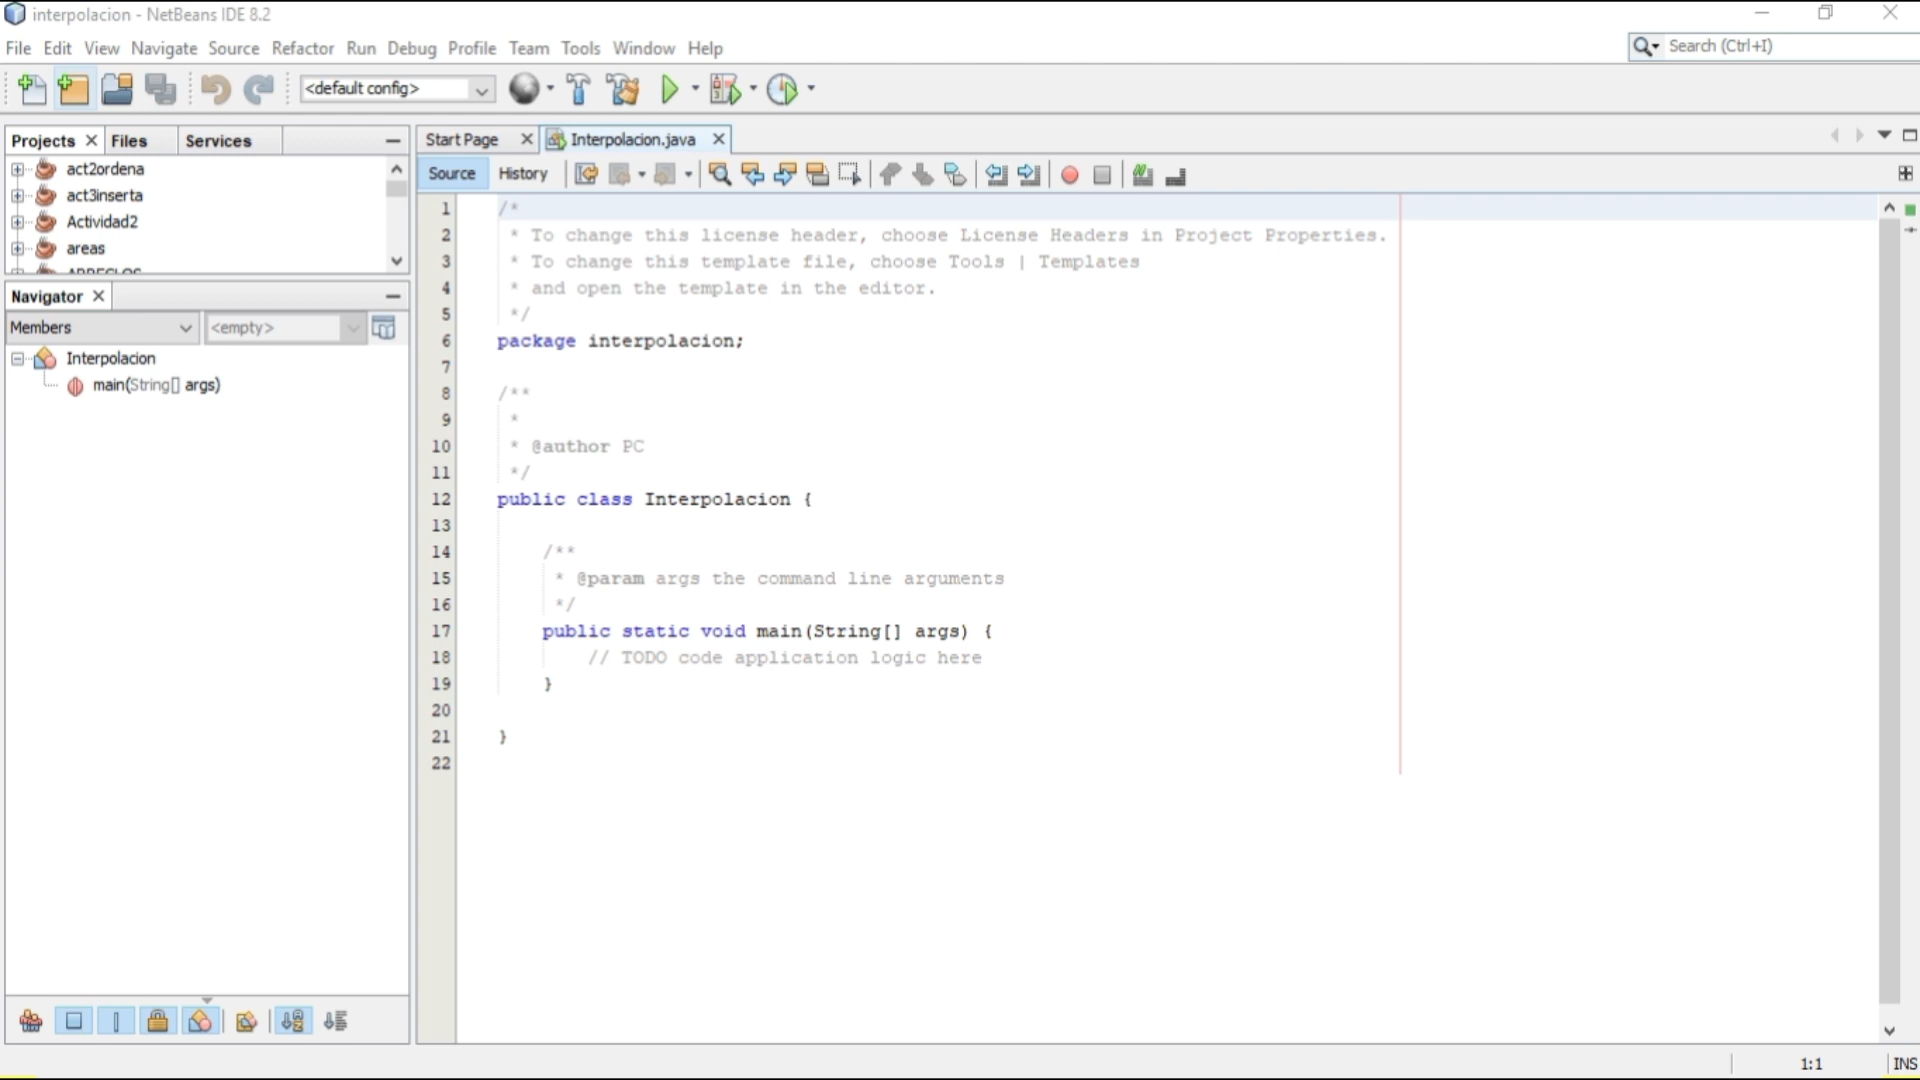 interpolacion - NetBeans IDE 8.2
File Edit View Navigate Source Refactor Run Debug Profile Team Tools Window Help
Search (Ctrl+I)
<default config>
Projects Files Services
act2ordena
act3inserta
Actividad2
areas
ARREGLOS
Navigator
Members <empty>
Interpolacion
main(String[] args)
Start Page Interpolacion.java
Source History
1 /*
2 * To change this license header, choose License Headers in Project Properties.
3 * To change this template file, choose Tools | Templates
4 * and open the template in the editor.
5 */
6 package interpolacion;
7
8 /**
9 *
10 * @author PC
11 */
12 public class Interpolacion {
13
14 /**
15 * @param args the command line arguments
16 */
17 public static void main(String[] args) {
18 // TODO code application logic here
19 }
20
21 }
22
1:1 INS